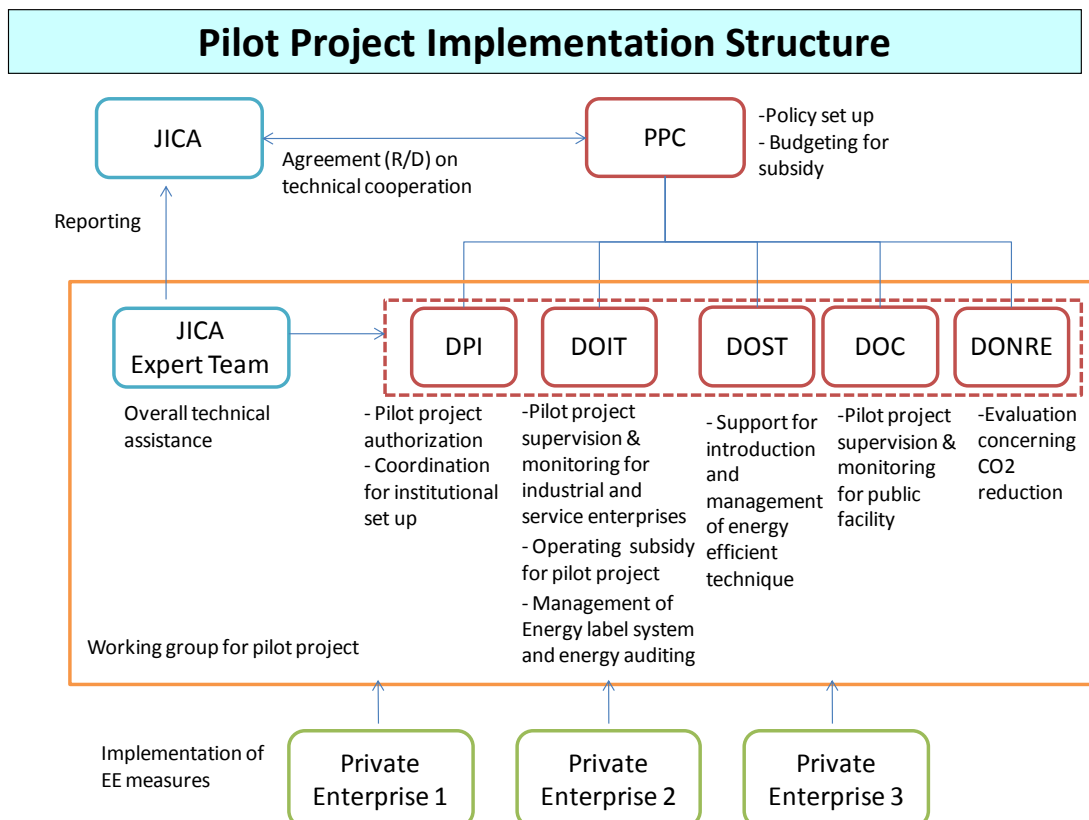 Pilot Project Implementation Structure
JICA
PPC
-Policy set up
- Budgeting for
subsidy
Agreement (R/D) on
technical cooperation
Reporting
JICA
Expert Team
DPI
DOIT
DOST
DOC
DONRE
Overall technical
assistance
- Pilot project
authorization
- Coordination
for institutional
set up
-Pilot project
supervision &
monitoring for
industrial and
service enterprises
- Operating subsidy
for pilot project
- Management of
Energy label system
and energy auditing
- Support for
introduction
and
management
of energy
efficient
technique
-Pilot project
supervision &
monitoring
for public
facility
-Evaluation
concerning
CO2
reduction
Working group for pilot project
Implementation of
EE measures
Private
Enterprise 1
Private
Enterprise 2
Private
Enterprise 3